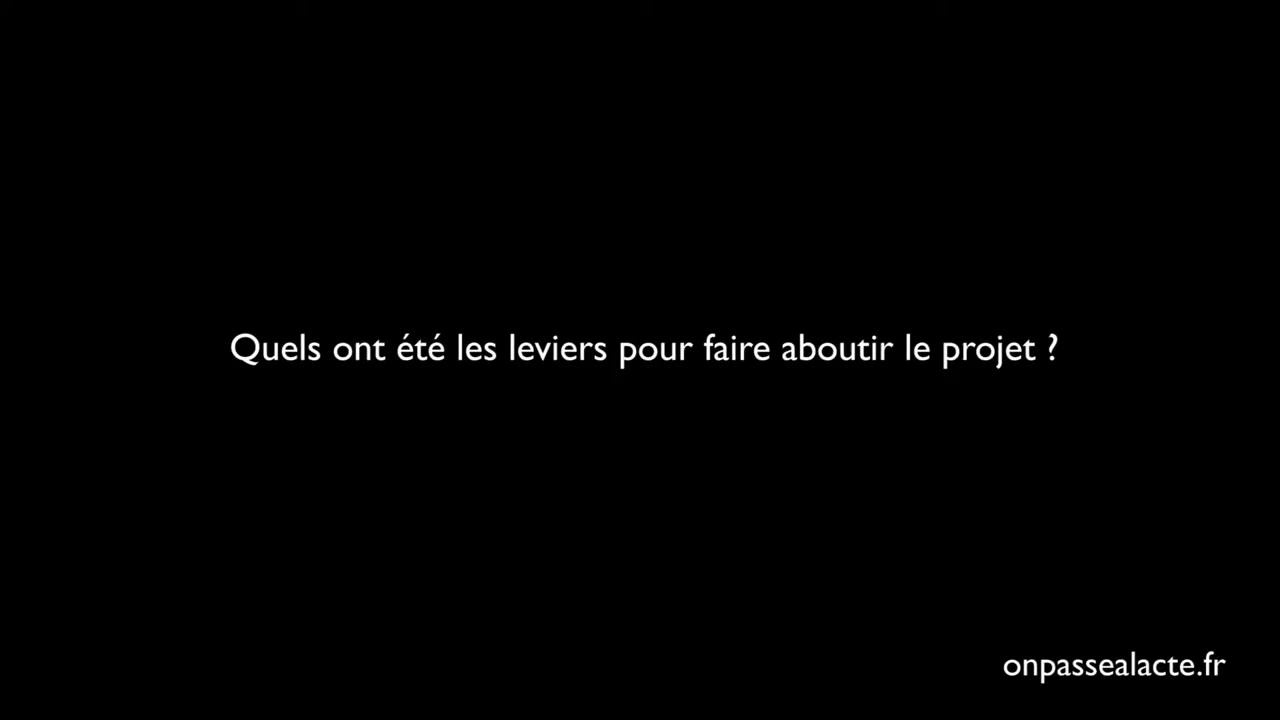 Quels ont été les leviers pour faire aboutir le projet ?
onpassealacte.fr